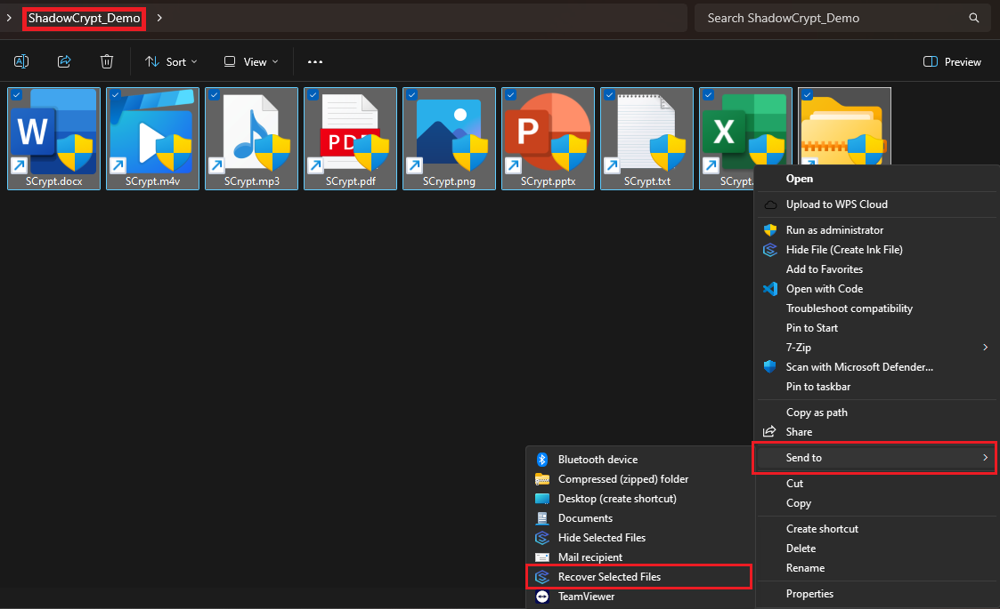 ShadowCrypt_Demo
Search ShadowCrypt_Demo
Sort
View
Preview
W
PDF
P
X
SCrypt.docx
SCrypt.m4v
SCrypt.mp3
SCrypt.pdf
SCrypt.png
SCrypt.pptx
SCrypt.txt
SCrypt.
Open
Upload to WPS Cloud
Run as administrator
Hide File (Create Ink File)
Add to Favorites
Open with Code
Troubleshoot compatibility
Pin to Start
7-Zip
Scan with Microsoft Defender...
Pin to taskbar
Copy as path
Share
Send to
Cut
Copy
Create shortcut
Delete
Rename
Properties
Bluetooth device
Compressed (zipped) folder
Desktop (create shortcut)
Documents
Hide Selected Files
Mail recipient
Recover Selected Files
TeamViewer